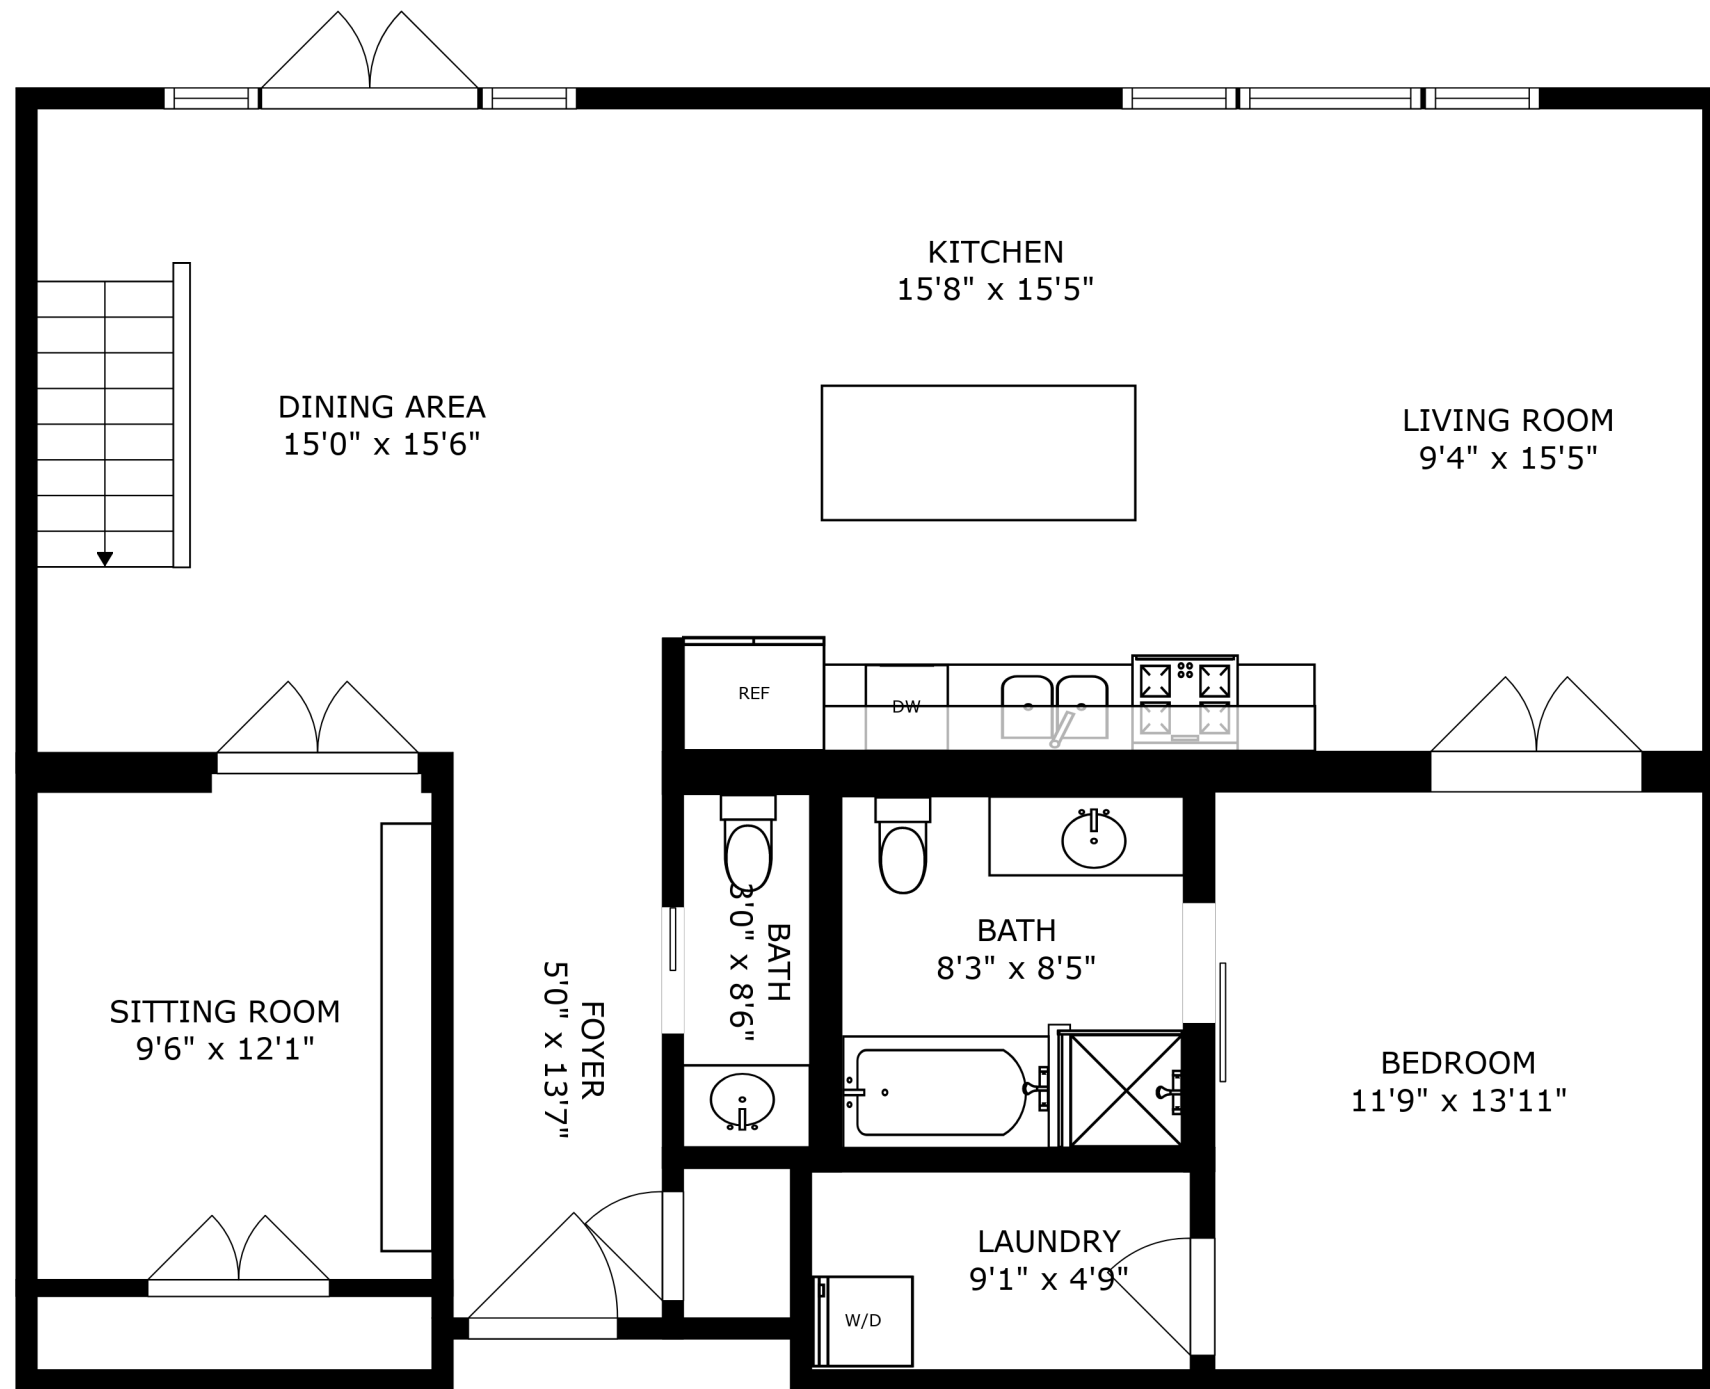 KITCHEN
15'8" x 15'5"
DINING AREA
15'0" x 15'6"
LIVING ROOM
9'4" x 15'5"
REF
DW
BATH
3'0" x 8'6"
BATH
8'3" x 8'5"
SITTING ROOM
9'6" x 12'1"
FOYER
5'0" x 13'7"
BEDROOM
11'9" x 13'11"
LAUNDRY
9'1" x 4'9"
W/D